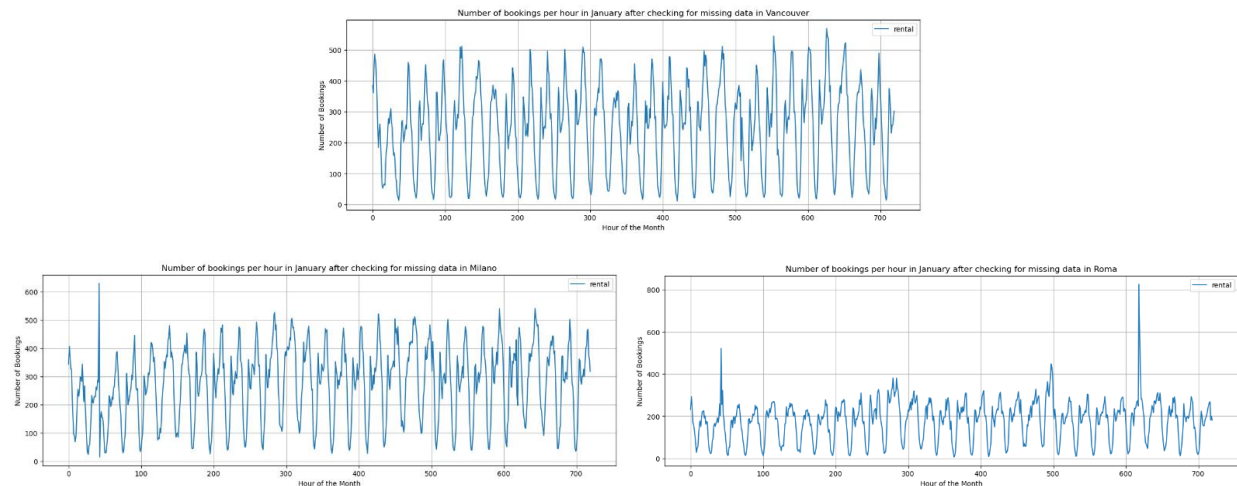 Number of bookings per hour in January after checking for missing data in Vancouver
rental
Number of Bookings
500
400
300
200
100
0
0 100 200 300 400 500 600 700
Hour of the Month
Number of bookings per hour in January after checking for missing data in Milano
rental
Number of Bookings
600
500
400
300
200
100
0
0 100 200 300 400 500 600 700
Hour of the Month
Number of bookings per hour in January after checking for missing data in Roma
rental
Number of Bookings
800
600
400
200
0
0 100 200 300 400 500 600 700
Hour of the Month